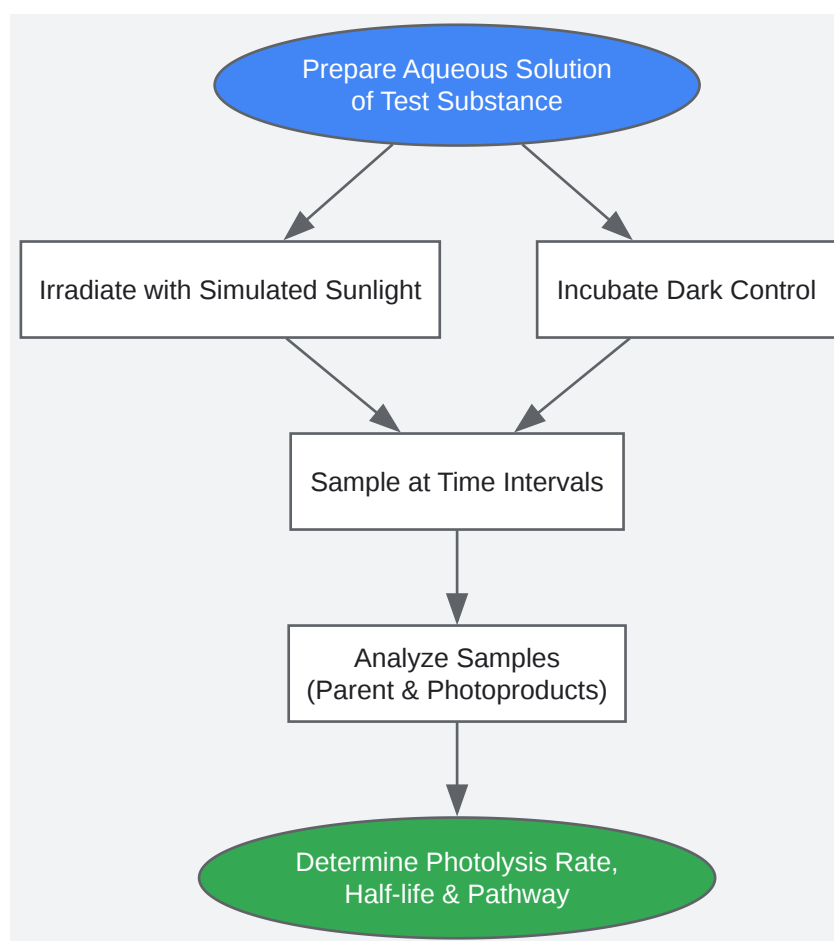 Prepare Aqueous Solution
of Test Substance
Irradiate with Simulated Sunlight
Incubate Dark Control
Sample at Time Intervals
Analyze Samples
(Parent & Photoproducts)
Determine Photolysis Rate,
Half-life & Pathway